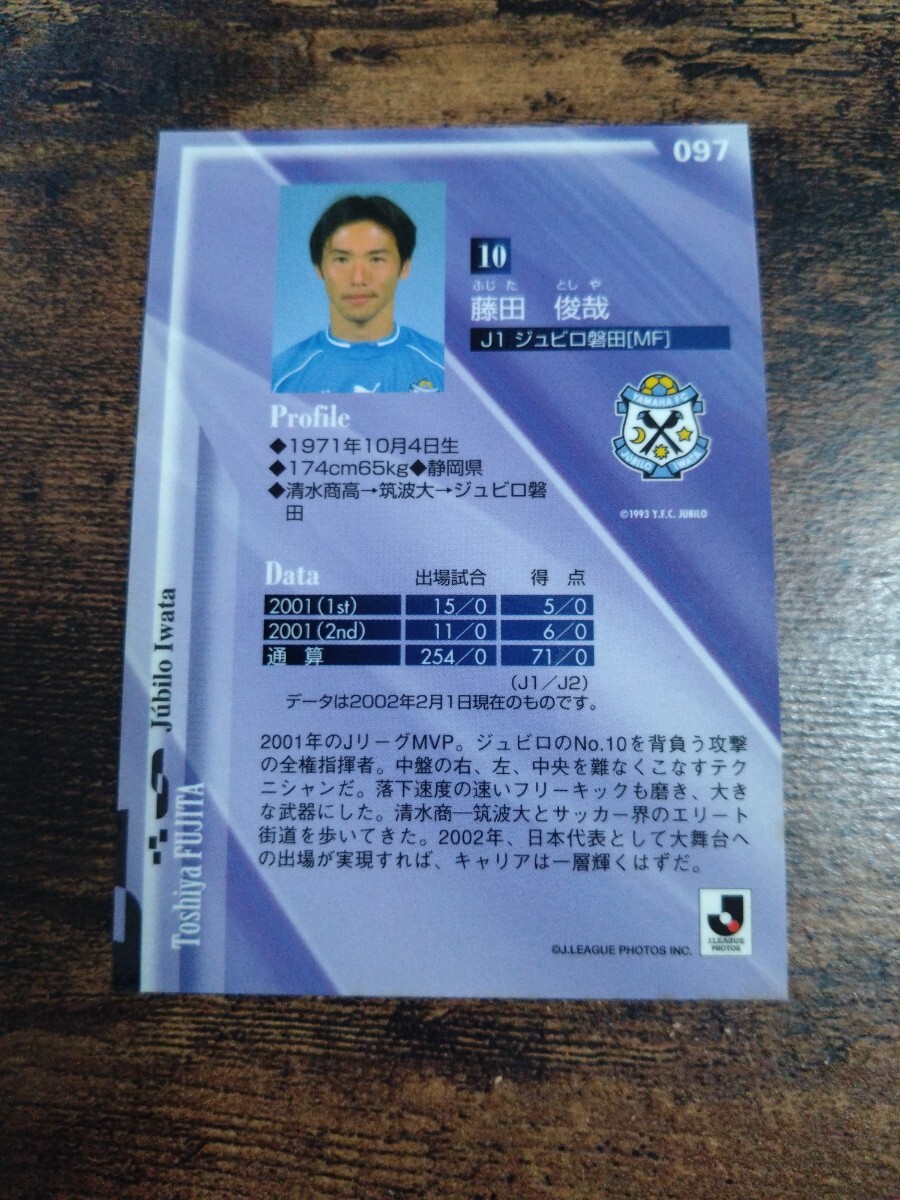 097
10
ふじ た とし や
藤田 俊哉
J1 ジュビロ磐田[MF]
YAMAHA FC
JUBILO IWATA
©1993 Y.F.C. JUBILO
Profile
◆1971年10月4日生
◆174cm65kg◆静岡県
◆清水商高→筑波大→ジュビロ磐
田
Data 出場試合 得 点
2001(1st) 15/0 5/0
2001(2nd) 11/0 6/0
通 算 254/0 71/0
(J1/J2)
データは2002年2月1日現在のものです。
2001年のJリーグMVP。ジュビロのNo.10を背負う攻撃
の全権指揮者。中盤の右、左、中央を難なくこなすテク
ニシャンだ。落下速度の速いフリーキックも磨き、大き
な武器にした。清水商―筑波大とサッカー界のエリート
街道を歩いてきた。2002年、日本代表として大舞台へ
の出場が実現すれば、キャリアは一層輝くはずだ。
Júbilo Iwata
Toshiya FUJITA
©J.LEAGUE PHOTOS INC.
J.LEAGUE
PHOTOS